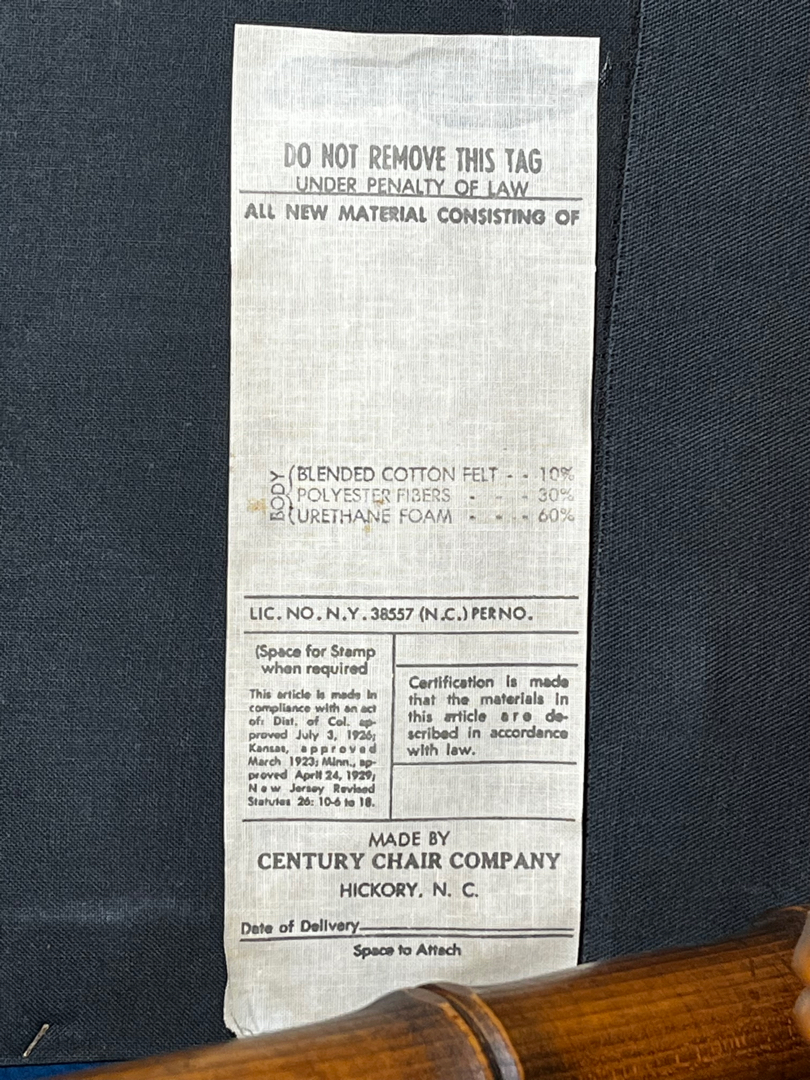 DO NOT REMOVE THIS TAG
UNDER PENALTY OF LAW
ALL NEW MATERIAL CONSISTING OF
BODY
BLENDED COTTON FELT - - 10%
POLYESTER FIBERS - - - 30%
URETHANE FOAM - - - 60%
LIC. NO. N.Y. 38557 (N.C.) PER NO.
(Space for Stamp
when required
This article is made in
compliance with an act
of: Dist. of Col. ap-
proved July 3, 1926;
Kansas, approved
March 1923; Minn., ap-
proved April 24, 1929;
New Jersey Revised
Statutes 26: 10-6 to 18.
Certification is made
that the materials in
this article are de-
scribed in accordance
with law.
MADE BY
CENTURY CHAIR COMPANY
HICKORY, N. C.
Date of Delivery
Space to Attach